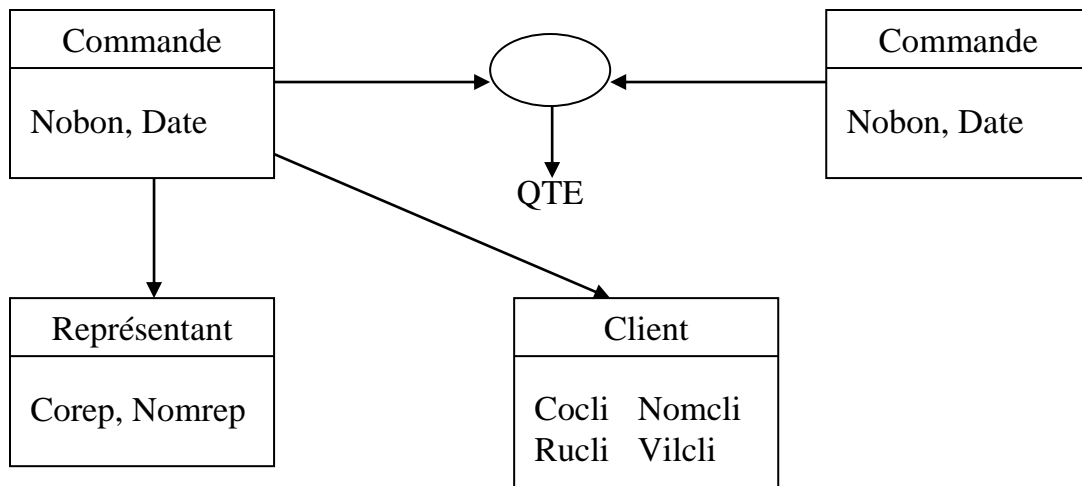 Commande
Nobon, Date
Commande
Nobon, Date
QTE
Représentant
Corep, Nomrep
Client
Cocli Nomcli
Rucli Vilcli